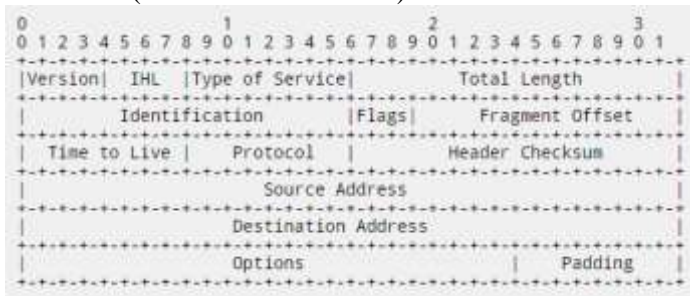 0 1 2 3
0 1 2 3 4 5 6 7 8 9 0 1 2 3 4 5 6 7 8 9 0 1 2 3 4 5 6 7 8 9 0 1
+-+-+-+-+-+-+-+-+-+-+-+-+-+-+-+-+-+-+-+-+-+-+-+-+-+-+-+-+-+-+-+-+
|Version| IHL |Type of Service| Total Length |
+-+-+-+-+-+-+-+-+-+-+-+-+-+-+-+-+-+-+-+-+-+-+-+-+-+-+-+-+-+-+-+-+
| Identification |Flags| Fragment Offset |
+-+-+-+-+-+-+-+-+-+-+-+-+-+-+-+-+-+-+-+-+-+-+-+-+-+-+-+-+-+-+-+-+
| Time to Live | Protocol | Header Checksum |
+-+-+-+-+-+-+-+-+-+-+-+-+-+-+-+-+-+-+-+-+-+-+-+-+-+-+-+-+-+-+-+-+
| Source Address |
+-+-+-+-+-+-+-+-+-+-+-+-+-+-+-+-+-+-+-+-+-+-+-+-+-+-+-+-+-+-+-+-+
| Destination Address |
+-+-+-+-+-+-+-+-+-+-+-+-+-+-+-+-+-+-+-+-+-+-+-+-+-+-+-+-+-+-+-+-+
| Options | Padding |
+-+-+-+-+-+-+-+-+-+-+-+-+-+-+-+-+-+-+-+-+-+-+-+-+-+-+-+-+-+-+-+-+